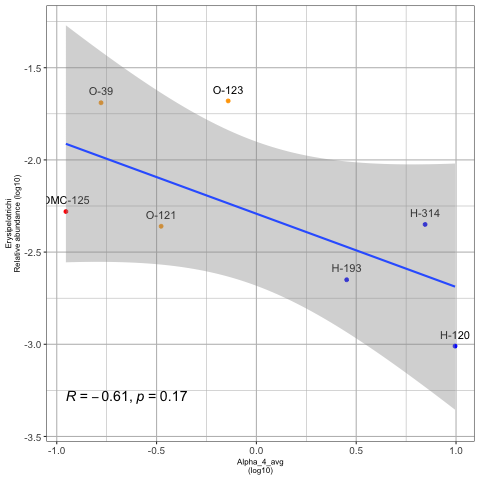 -1.5
-2.0
-2.5
-3.0
-3.5
Erysipelotrichi
Relative abundance (log10)
O-39
O-123
OMC-125
O-121
H-314
H-193
H-120
R = −0.61, p = 0.17
-1.0 -0.5 0.0 0.5 1.0
Alpha_4_avg
(log10)